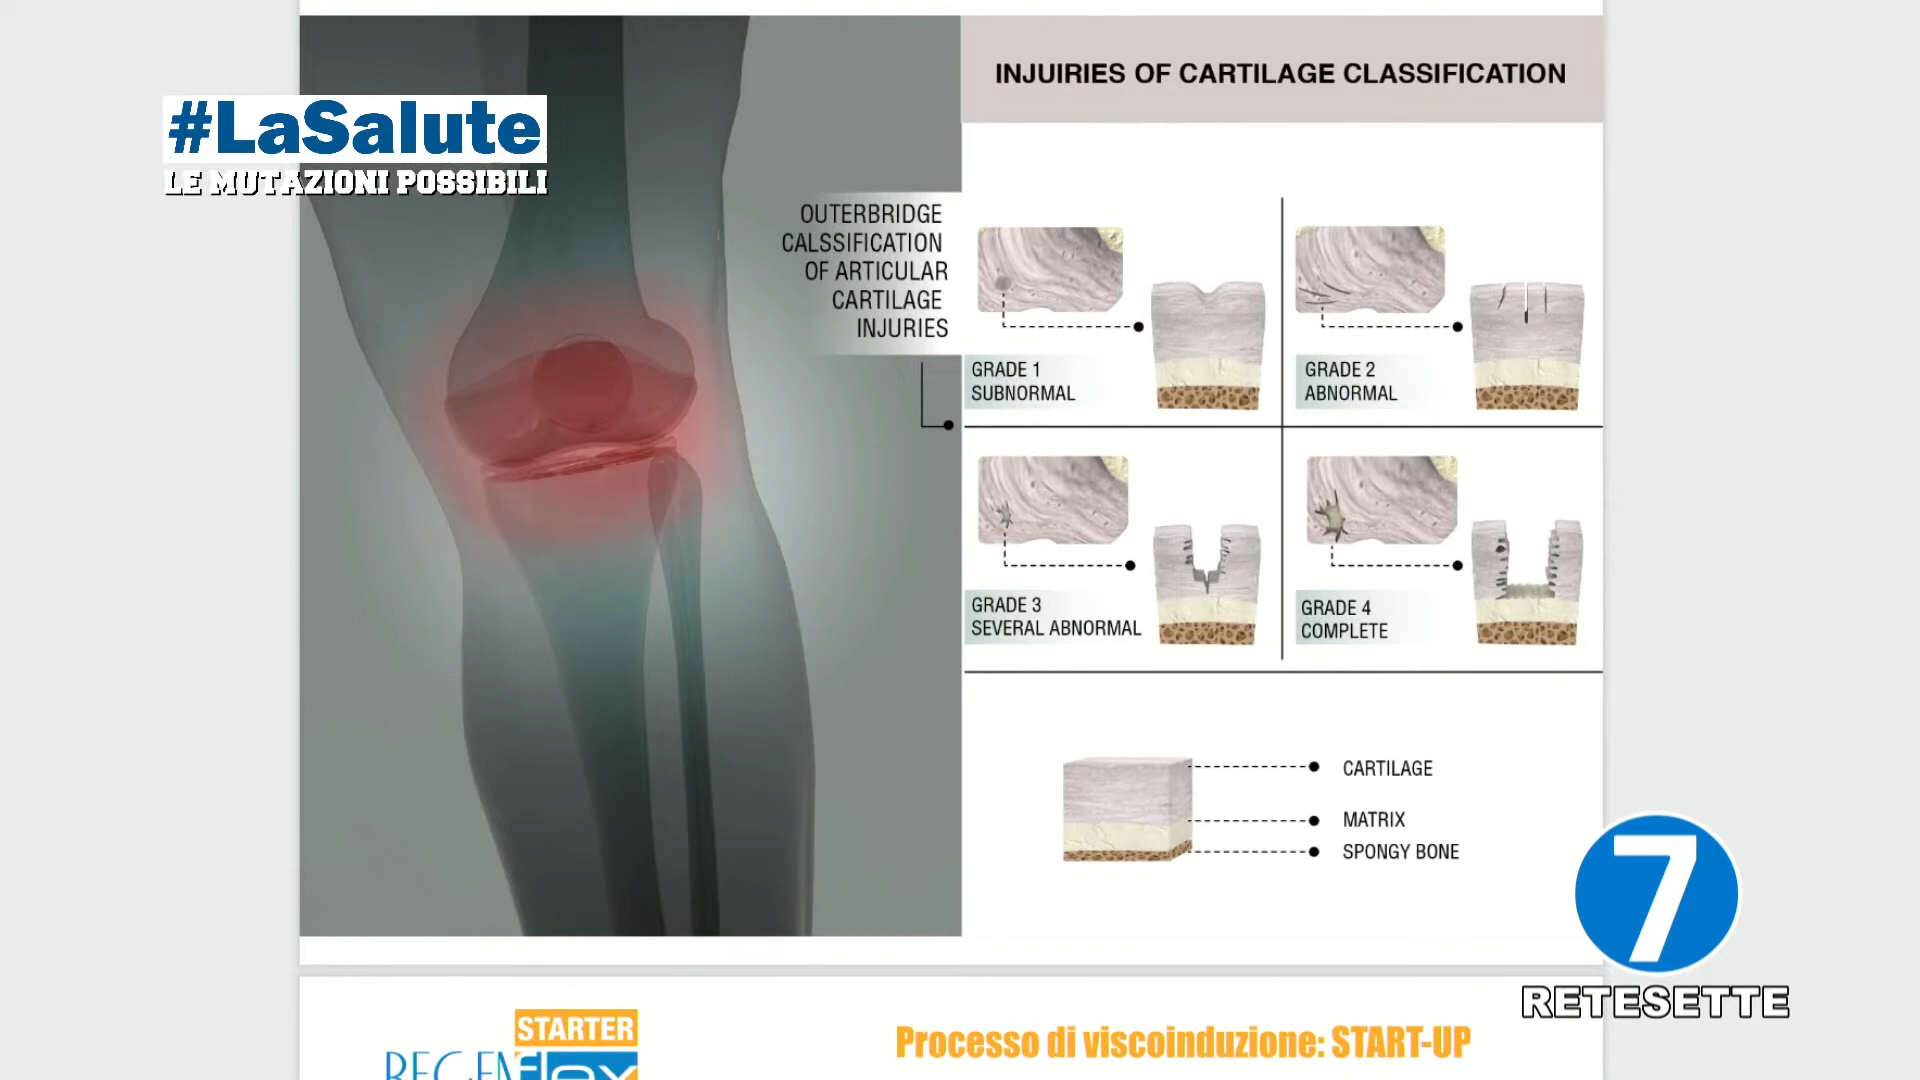 #LaSalute
LE MUTAZIONI POSSIBILI
INJUIRIES OF CARTILAGE CLASSIFICATION
OUTERBRIDGE
CALSSIFICATION
OF ARTICULAR
CARTILAGE
INJURIES
GRADE 1
SUBNORMAL
GRADE 2
ABNORMAL
GRADE 3
SEVERAL ABNORMAL
GRADE 4
COMPLETE
CARTILAGE
MATRIX
SPONGY BONE
7
RETESETTE
STARTER
REGENflex
Processo di viscoinduzione: START-UP